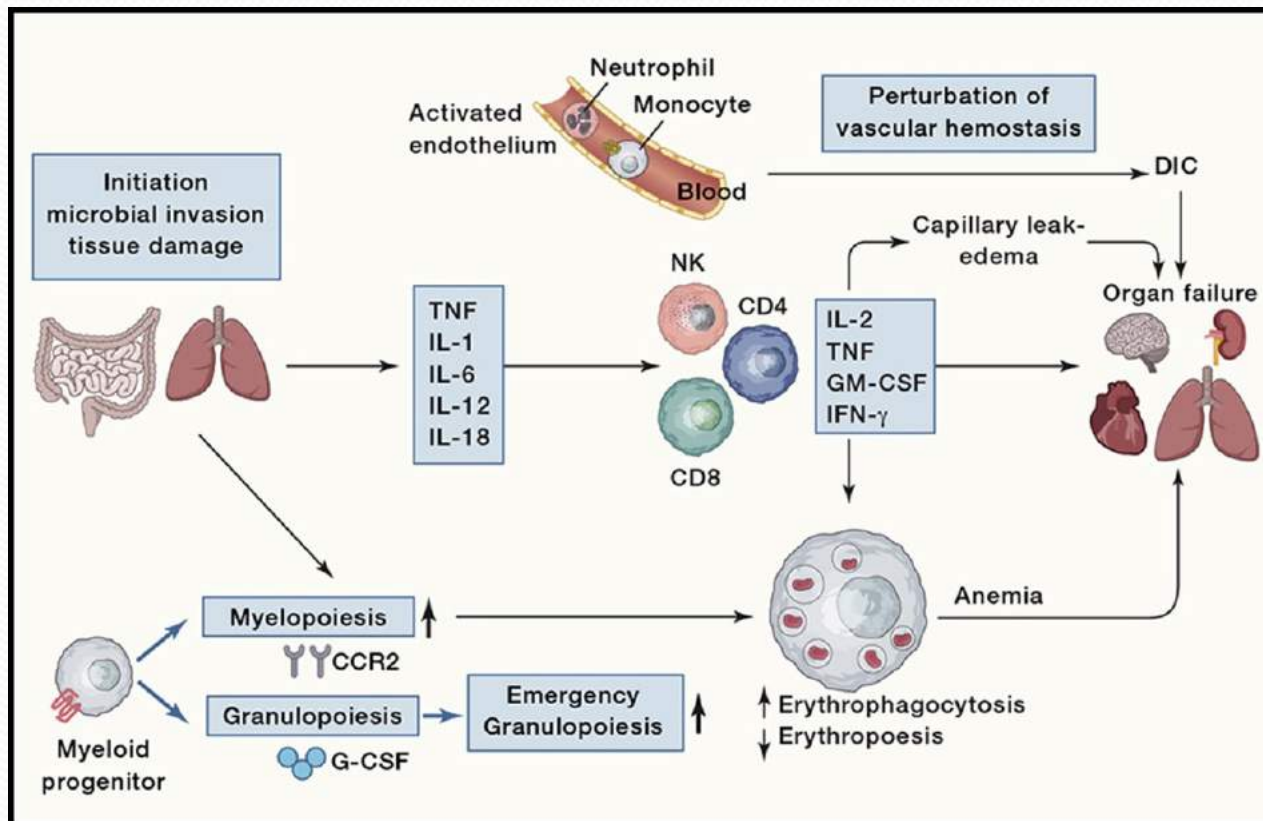 Neutrophil
Monocyte
Activated
endothelium
Blood
Perturbation of
vascular hemostasis
DIC
Initiation
microbial invasion
tissue damage
Capillary leak-
edema
NK
CD4
CD8
TNF
IL-1
IL-6
IL-12
IL-18
IL-2
TNF
GM-CSF
IFN-γ
Organ failure
Myelopoiesis
CCR2
Anemia
Granulopoiesis
G-CSF
Emergency
Granulopoiesis
Erythrophagocytosis
Erythropoesis
Myeloid
progenitor